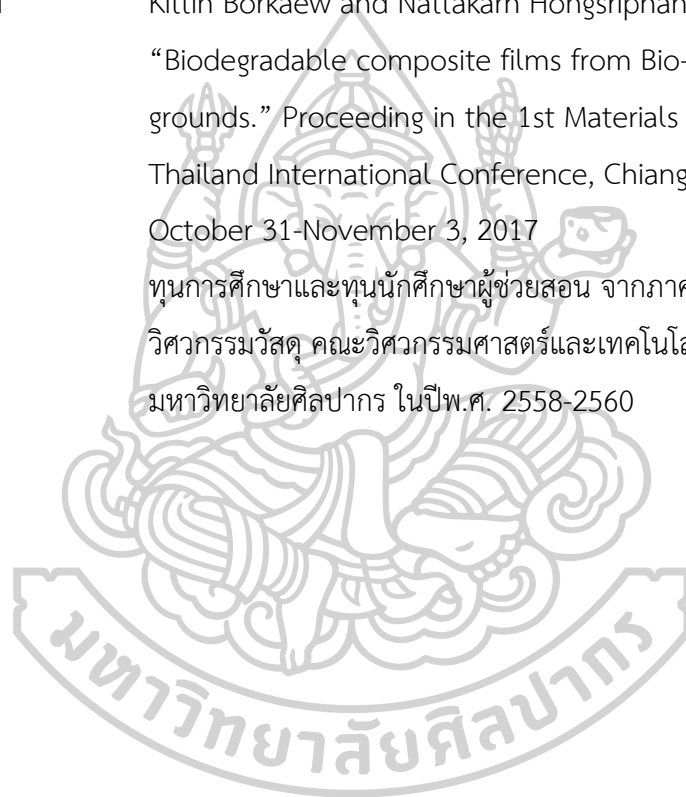 Kittin Borkaew and Nattakarn
“Biodegradable composite films from Bio-
grounds.” Proceeding in the 1st Materials
Thailand International Conference, Chiang
October 31-November 3, 2017
ทุนการศึกษาและทุนนักศึกษาผู้ช่วยสอน จากภาค
วิศวกรรมวัสดุ คณะวิศวกรรมศาสตร์และเทคโนโล
มหาวิทยาลัยศิลปากร ในปีพ.ศ. 2558-2560
มหาวิทยาลัยศิลปากร